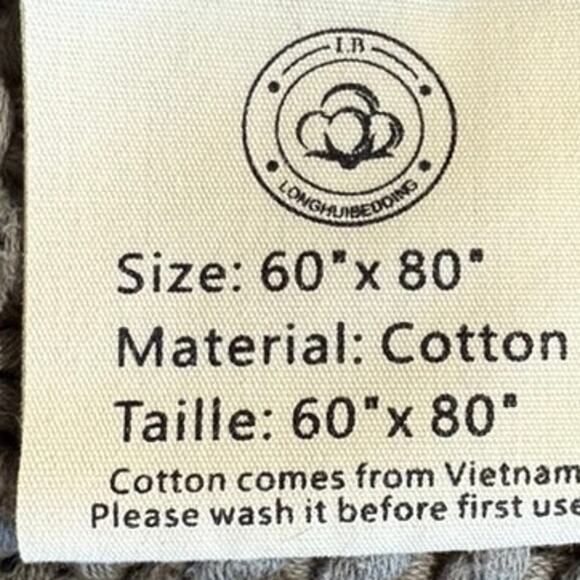 LB
LONGHUIBEDDING
Size: 60"x 80"
Material: Cotton
Taille: 60"x 80"
Cotton comes from Vietnam
Please wash it before first use